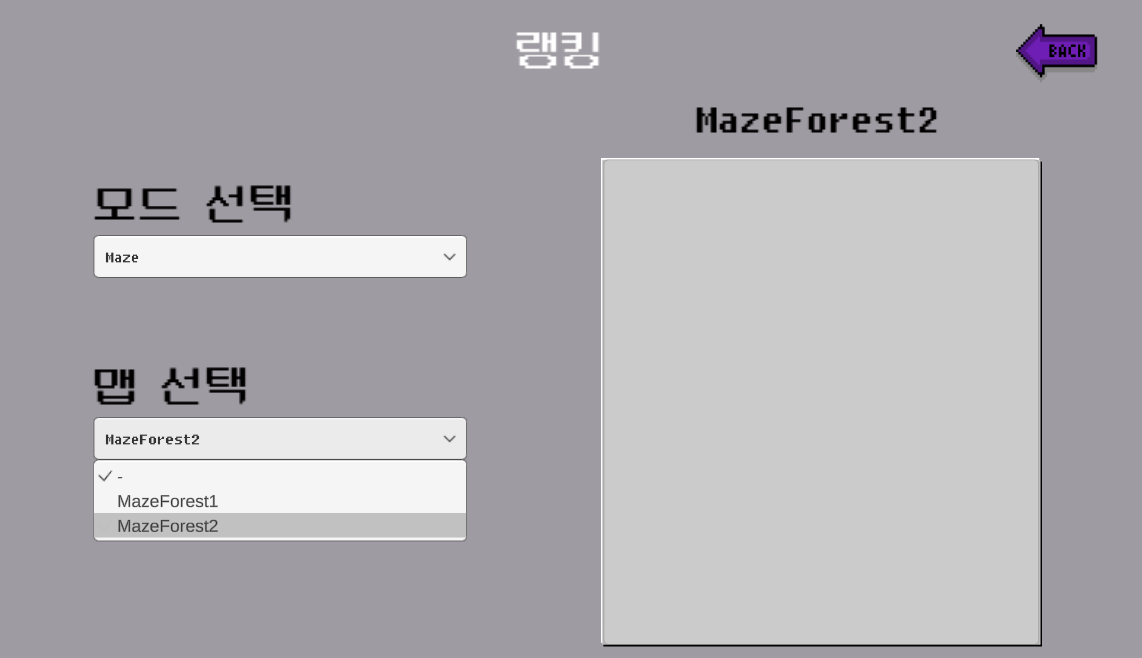 랭킹
BACK
MazeForest2
모드 선택
Maze
맵 선택
MazeForest2
-
MazeForest1
MazeForest2